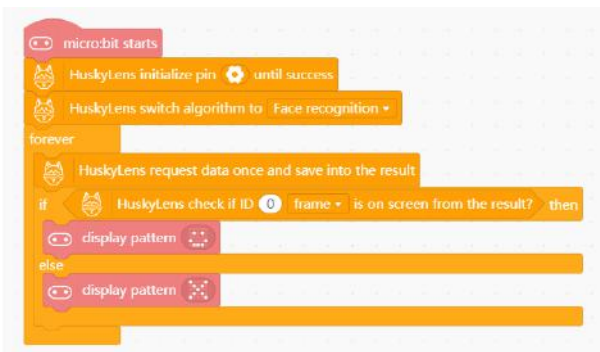 micro:bit starts
HuskyLens initialize pin until success
HuskyLens switch algorithm to Face recognition
forever
HuskyLens request data once and save into the result
if HuskyLens check if ID 0 frame is on screen from the result? then
display pattern
else
display pattern